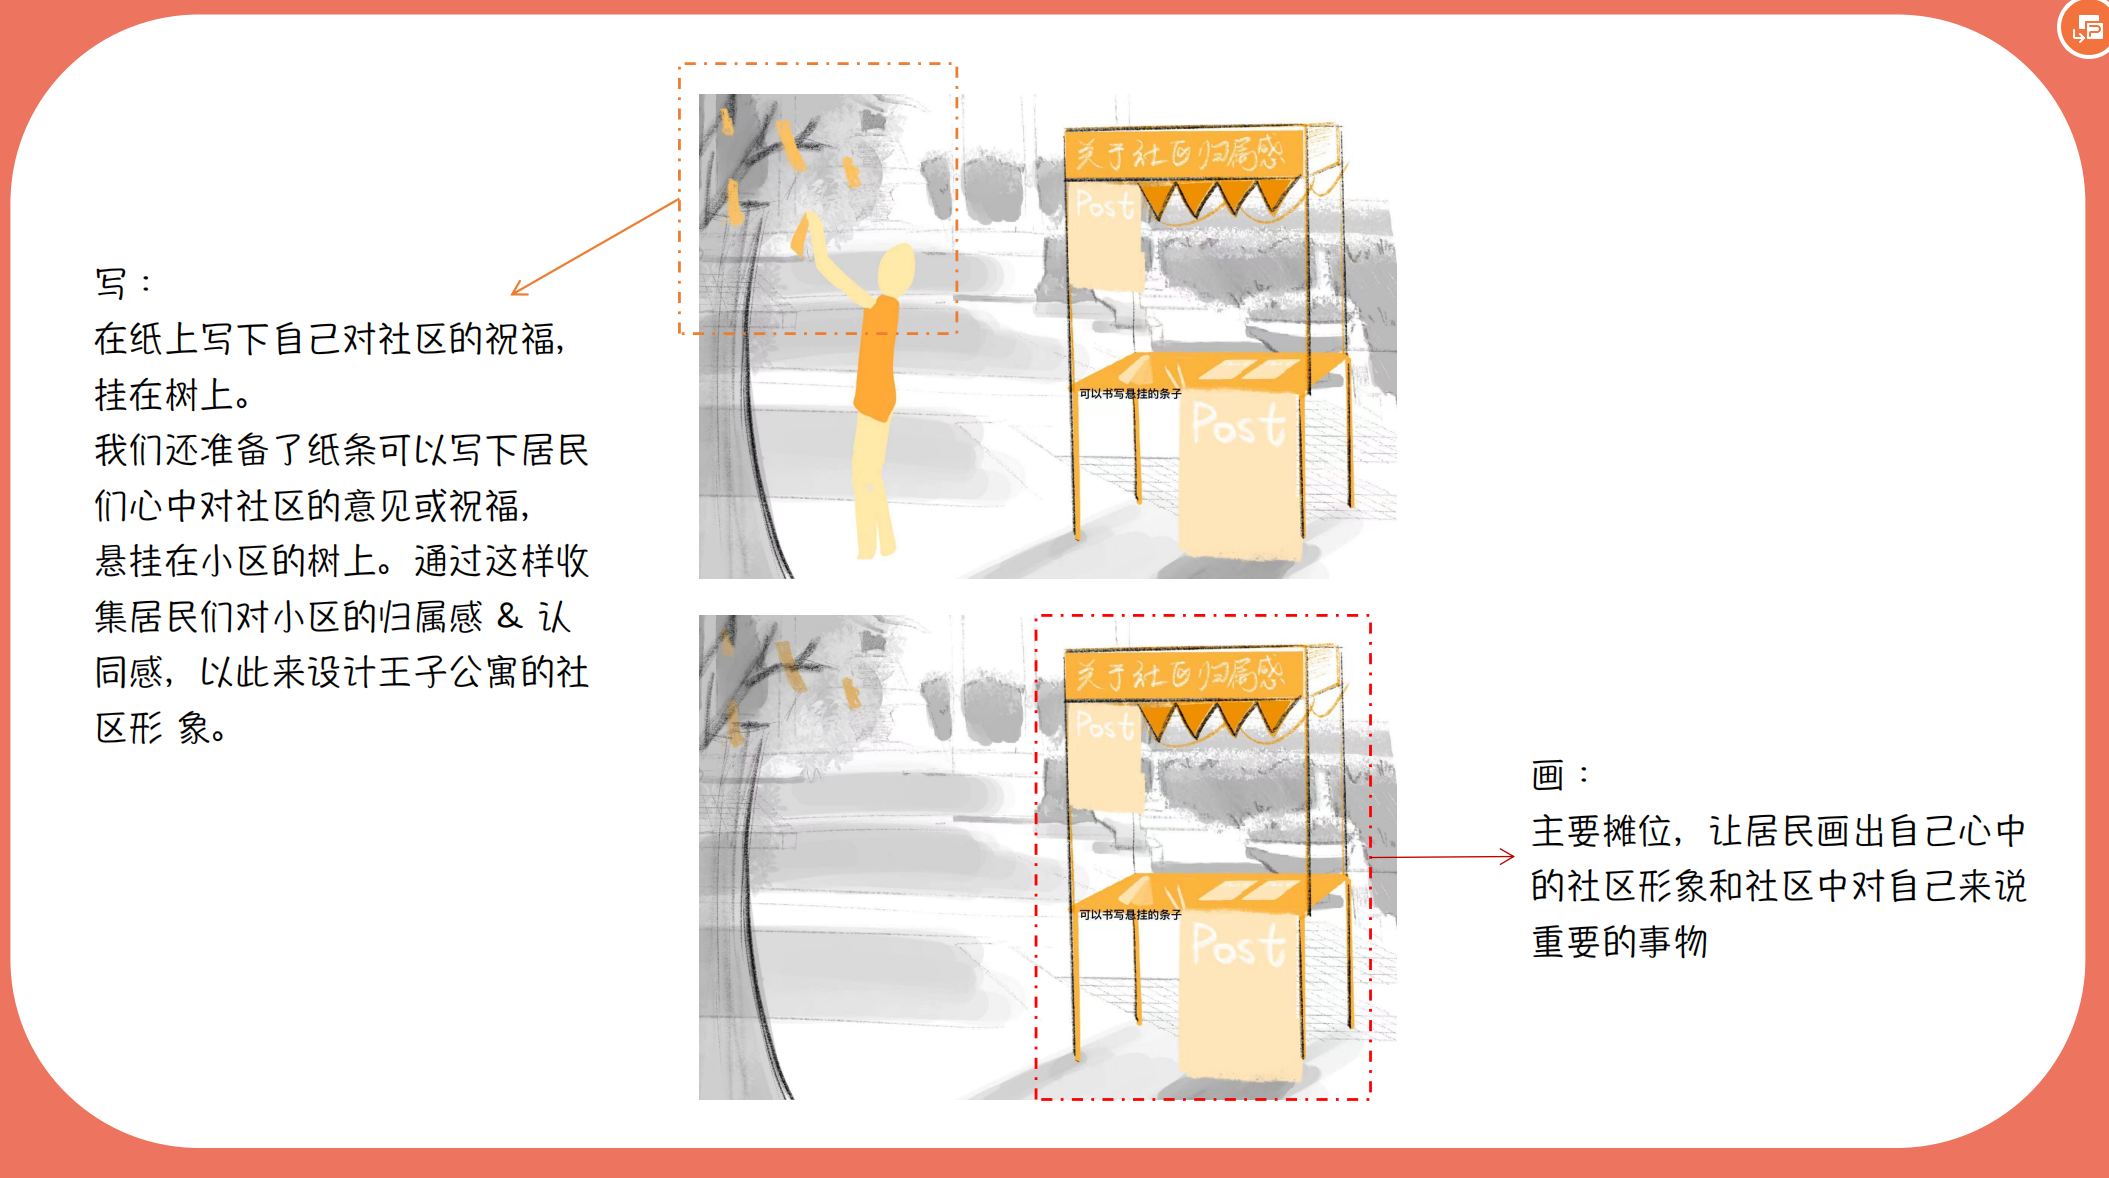 写：
在纸上写下自己对社区的祝福，
挂在树上。
我们还准备了纸条可以写下居民
们心中对社区的意见或祝福，
悬挂在小区的树上。通过这样收
集居民们对小区的归属感 & 认
同感，以此来设计王子公寓的社
区形 象。
关于社区归属感
Post
可以书写悬挂的条子
Post
关于社区归属感
Post
可以书写悬挂的条子
Post
画：
主要摊位，让居民画出自己心中
的社区形象和社区中对自己来说
重要的事物